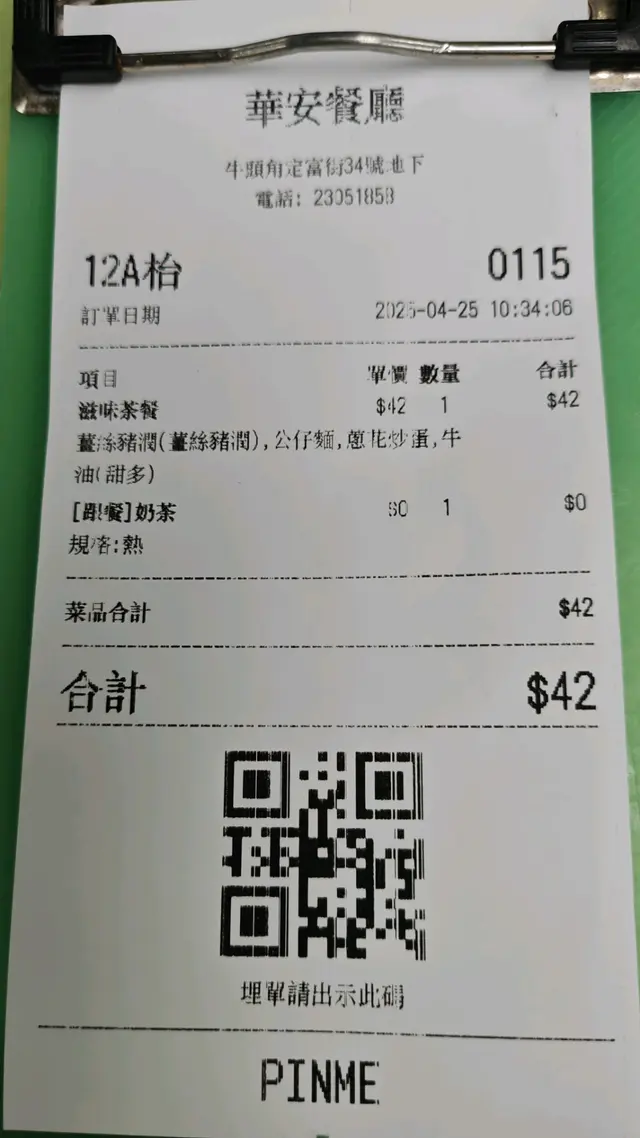 華安餐廳
牛頭角定富街34號地下
電話: 23051858
12A枱
0115
訂單日期 2025-04-25 10:34:06
項目 單價 數量 合計
滋味茶餐 $42 1 $42
薑絲豬潤(薑絲豬潤),公仔麵,蔥花炒蛋,牛
油(甜多)
[跟餐]奶茶 $0 1 $0
規格:熱
菜品合計 $42
合計 $42
埋單請出示此碼
PINME